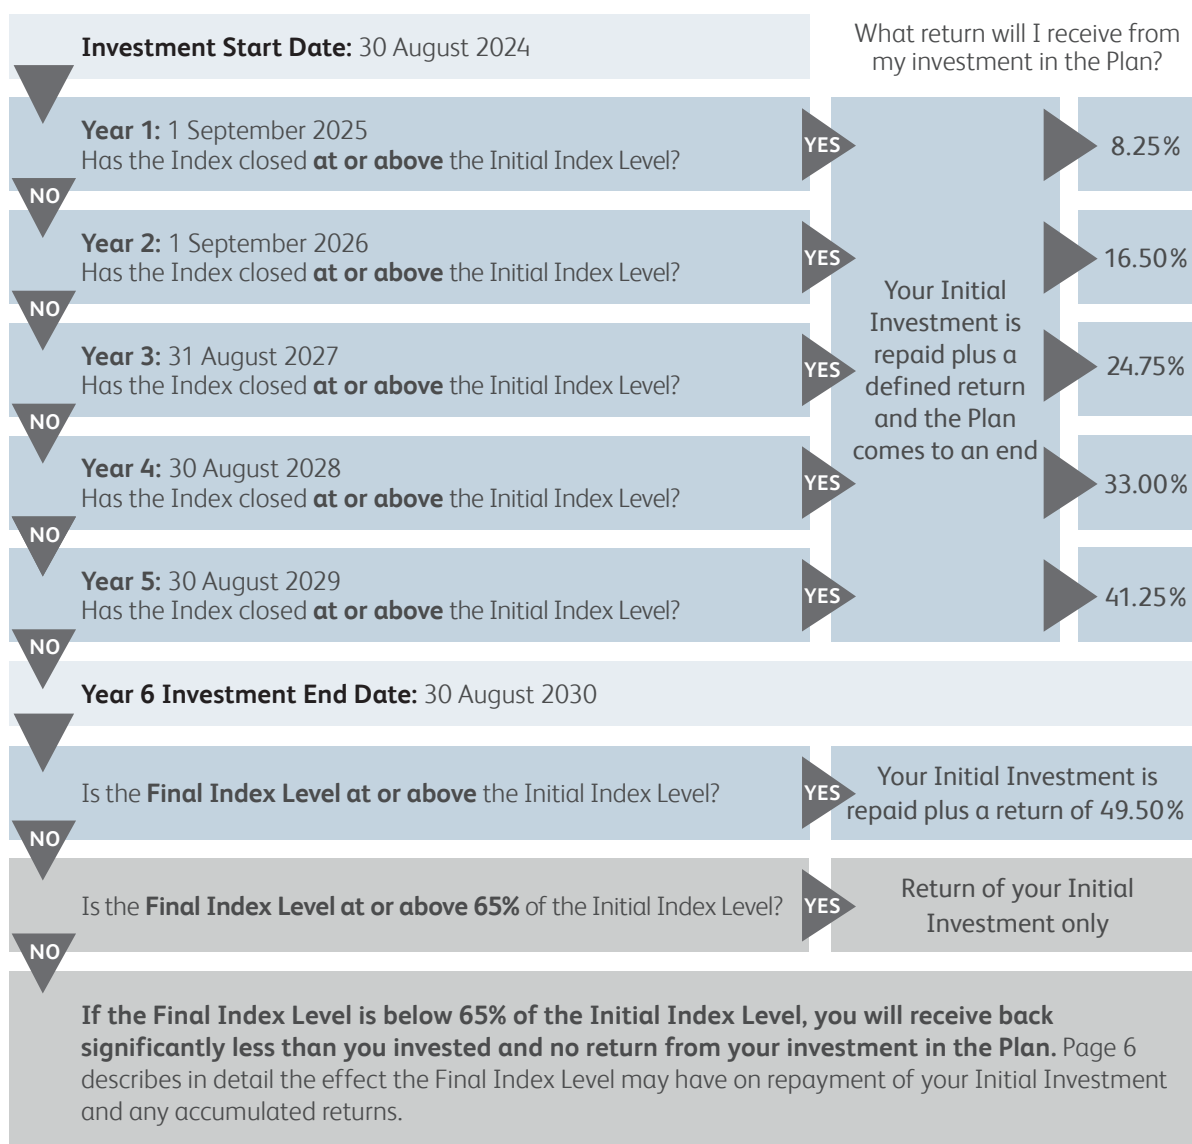 Investment Start Date: 30 August 2024
What return will I receive from
my investment in the Plan?
Year 1: 1 September 2025
Has the Index closed at or above the Initial Index Level?
YES
8.25%
NO
Year 2: 1 September 2026
Has the Index closed at or above the Initial Index Level?
YES
16.50%
NO
Year 3: 31 August 2027
Has the Index closed at or above the Initial Index Level?
YES
24.75%
NO
Year 4: 30 August 2028
Has the Index closed at or above the Initial Index Level?
YES
33.00%
NO
Year 5: 30 August 2029
Has the Index closed at or above the Initial Index Level?
YES
41.25%
Your Initial
Investment is
repaid plus a
defined return
and the Plan
comes to an end
NO
Year 6 Investment End Date: 30 August 2030
Is the Final Index Level at or above the Initial Index Level?
YES
Your Initial Investment is
repaid plus a return of 49.50%
NO
Is the Final Index Level at or above 65% of the Initial Index Level?
YES
Return of your Initial
Investment only
NO
If the Final Index Level is below 65% of the Initial Index Level, you will receive back
significantly less than you invested and no return from your investment in the Plan. Page 6
describes in detail the effect the Final Index Level may have on repayment of your Initial Investment
and any accumulated returns.